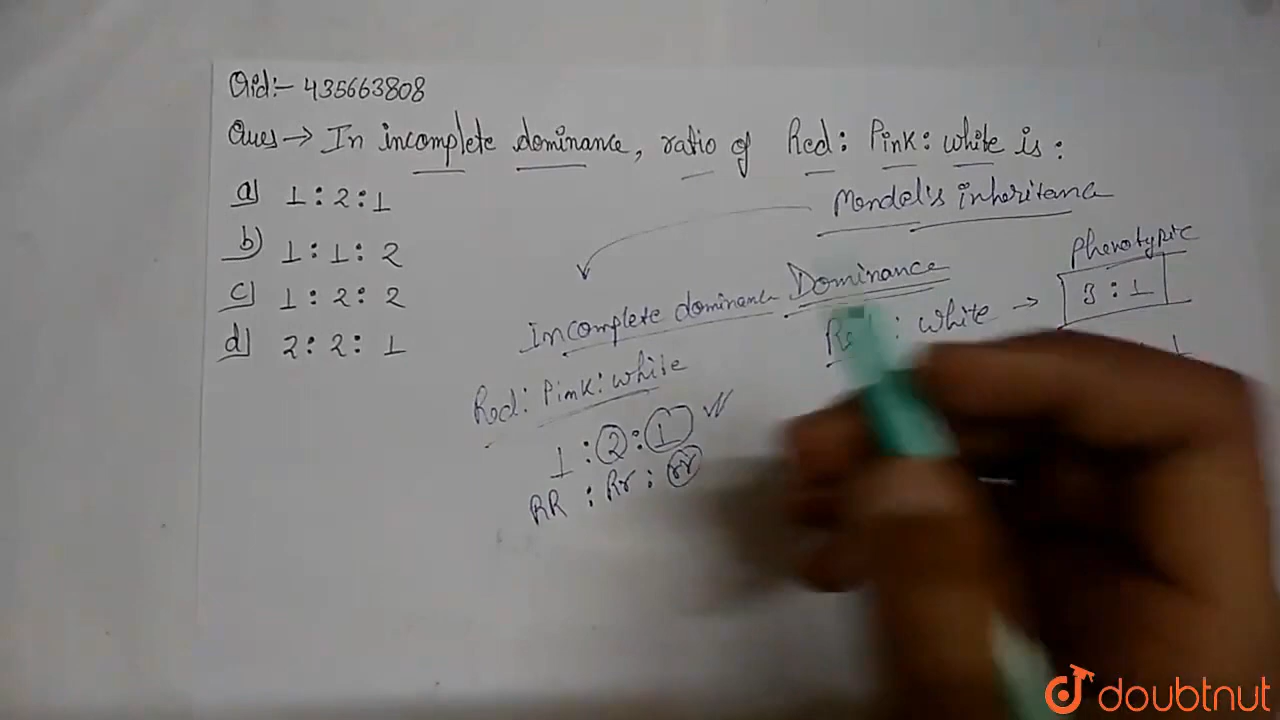 Qid:- 435663808
Ques → In incomplete dominance, ratio of Red: Pink: white is:
a) 1:2:1
b) 1:1:2
c) 1:2:2
d) 2:2:1
Mendel's inheritana
Phenotypic
Dominance
3:1
: white →
Incomplete dominance
Red: Pink: white
1:2:1
RR : Rr : rr
doubtnut